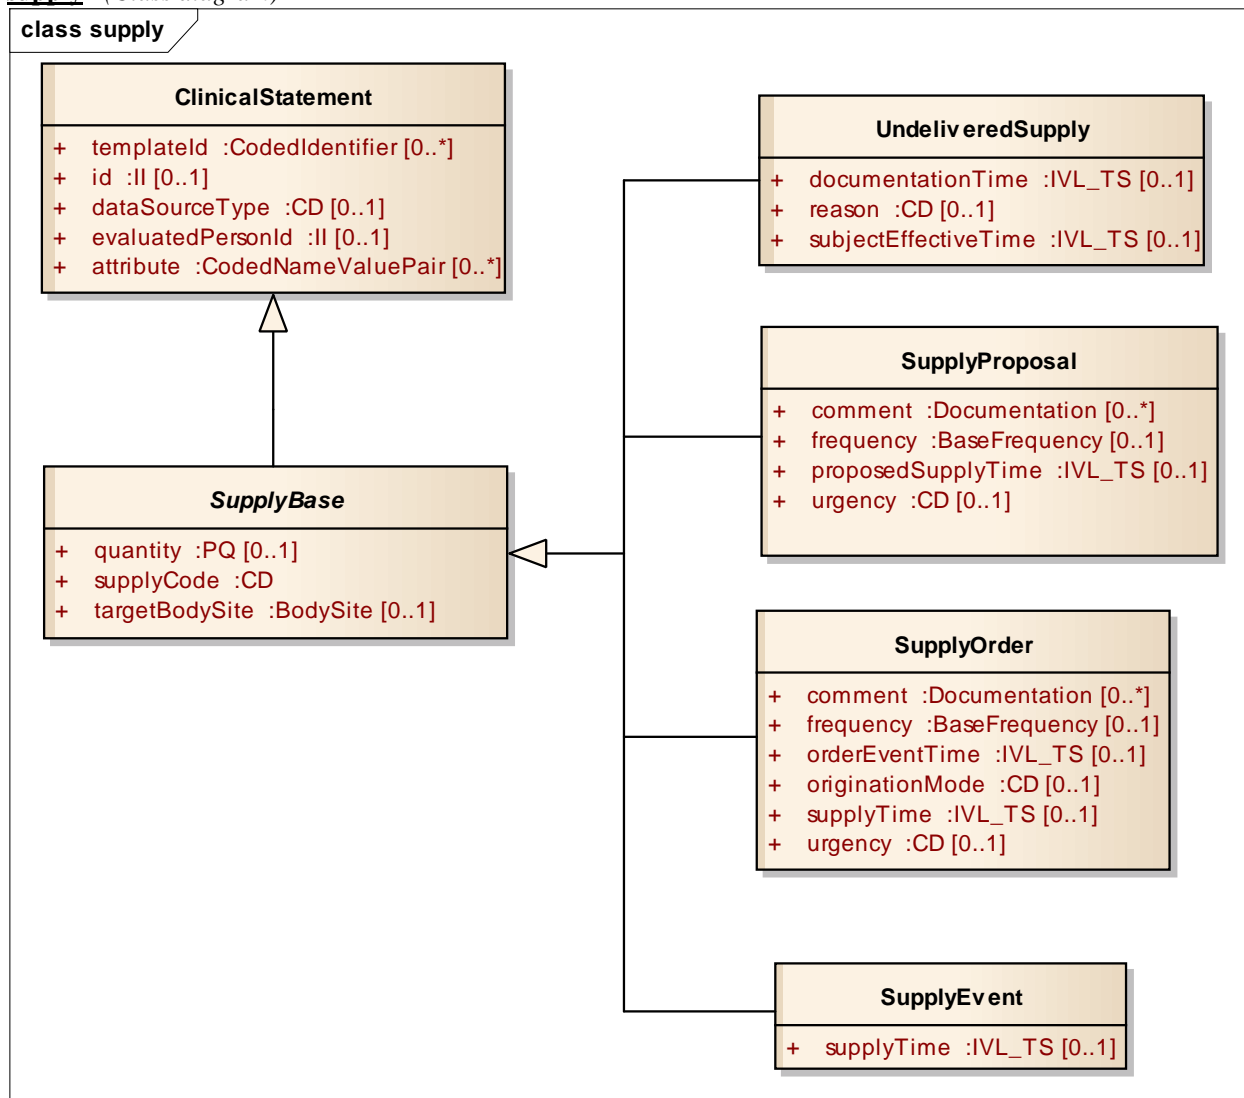 class supply
ClinicalStatement
+ templateId :CodedIdentifier [0..*]
+ id :II [0..1]
+ dataSourceType :CD [0..1]
+ evaluatedPersonId :II [0..1]
+ attribute :CodedNameValuePair [0..*]
UndeliveredSupply
+ documentationTime :IVL_TS [0..1]
+ reason :CD [0..1]
+ subjectEffectiveTime :IVL_TS [0..1]
SupplyProposal
+ comment :Documentation [0..*]
+ frequency :BaseFrequency [0..1]
+ proposedSupplyTime :IVL_TS [0..1]
+ urgency :CD [0..1]
SupplyBase
+ quantity :PQ [0..1]
+ supplyCode :CD
+ targetBodySite :BodySite [0..1]
SupplyOrder
+ comment :Documentation [0..*]
+ frequency :BaseFrequency [0..1]
+ orderEventTime :IVL_TS [0..1]
+ originationMode :CD [0..1]
+ supplyTime :IVL_TS [0..1]
+ urgency :CD [0..1]
SupplyEvent
+ supplyTime :IVL_TS [0..1]